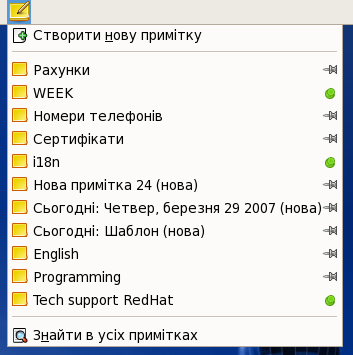 Створити нову примітку
Рахунки
WEEK
Номери телефонів
Сертифікати
i18n
Нова примітка 24 (нова)
Сьогодні: Четвер, березня 29 2007 (нова)
Сьогодні: Шаблон (нова)
English
Programming
Tech support RedHat
Знайти в усіх примітках